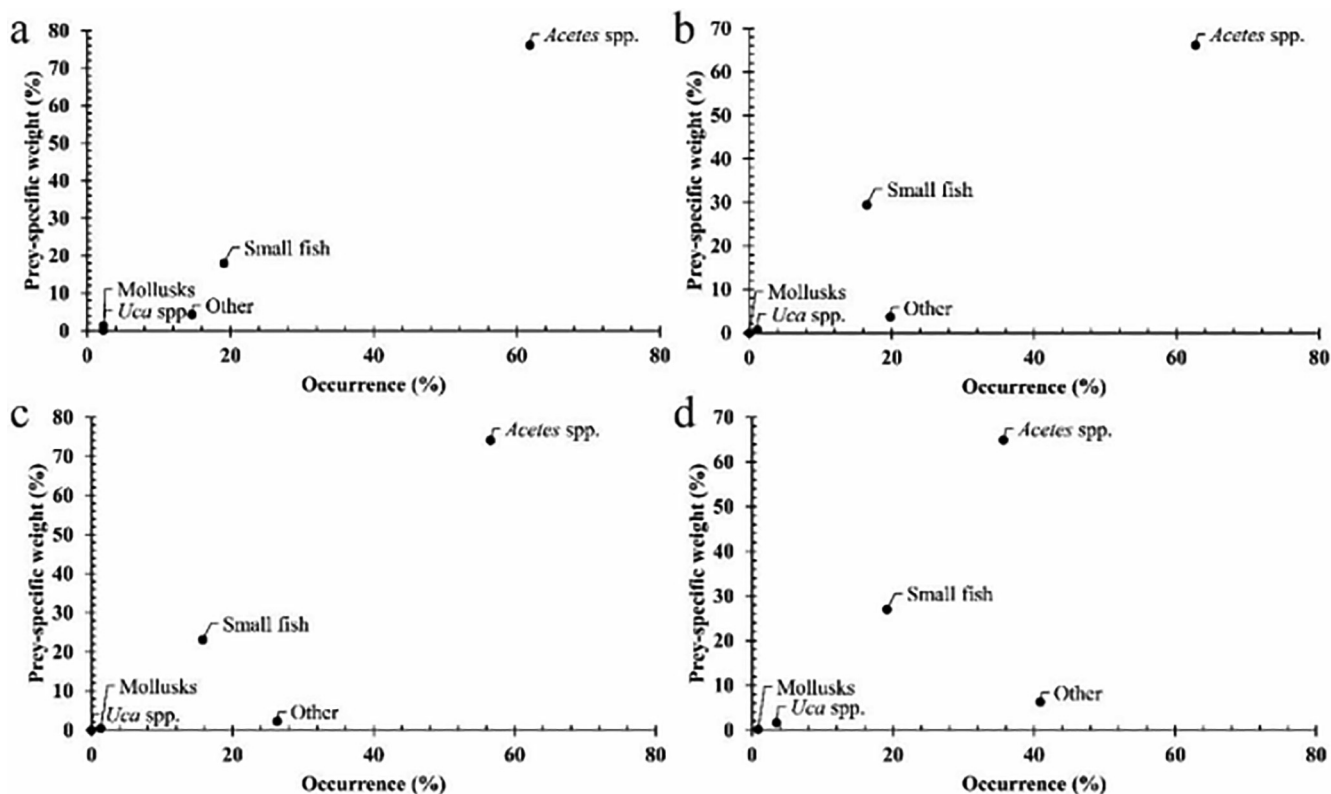 a
80
70
60
50
40
30
20
10
0
Prey-specific weight (%)
Acetes spp.
Small fish
Mollusks
Uca spp.
Other
0 20 40 60 80
Occurrence (%)
b
70
60
50
40
30
20
10
0
Prey-specific weight (%)
Acetes spp.
Small fish
Mollusks
Uca spp.
Other
0 20 40 60 80
Occurrence (%)
c
80
70
60
50
40
30
20
10
0
Prey-specific weight (%)
Acetes spp.
Small fish
Mollusks
Uca spp.
Other
0 20 40 60 80
Occurrence (%)
d
70
60
50
40
30
20
10
0
Prey-specific weight (%)
Acetes spp.
Small fish
Mollusks
Uca spp.
Other
0 20 40 60 80
Occurrence (%)